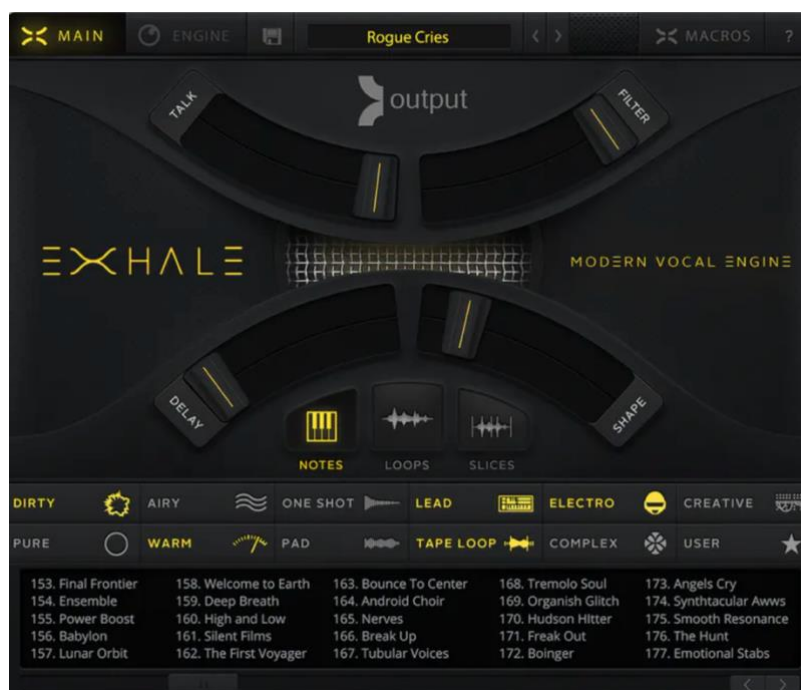 MAIN ENGINE Rogue Cries < > MACROS ?
TALK output FILTER
EXHALE MODERN VOCAL ENGINE
DELAY SHAPE
NOTES LOOPS SLICES
DIRTY AIRY ONE SHOT LEAD ELECTRO CREATIVE
PURE WARM PAD TAPE LOOP COMPLEX USER
153. Final Frontier 158. Welcome to Earth 163. Bounce To Center 168. Tremolo Soul 173. Angels Cry
154. Ensemble 159. Deep Breath 164. Android Choir 169. Organish Glitch 174. Synthtacular Awws
155. Power Boost 160. High and Low 165. Nerves 170. Hudson HItter 175. Smooth Resonance
156. Babylon 161. Silent Films 166. Break Up 171. Freak Out 176. The Hunt
157. Lunar Orbit 162. The First Voyager 167. Tubular Voices 172. Boinger 177. Emotional Stabs